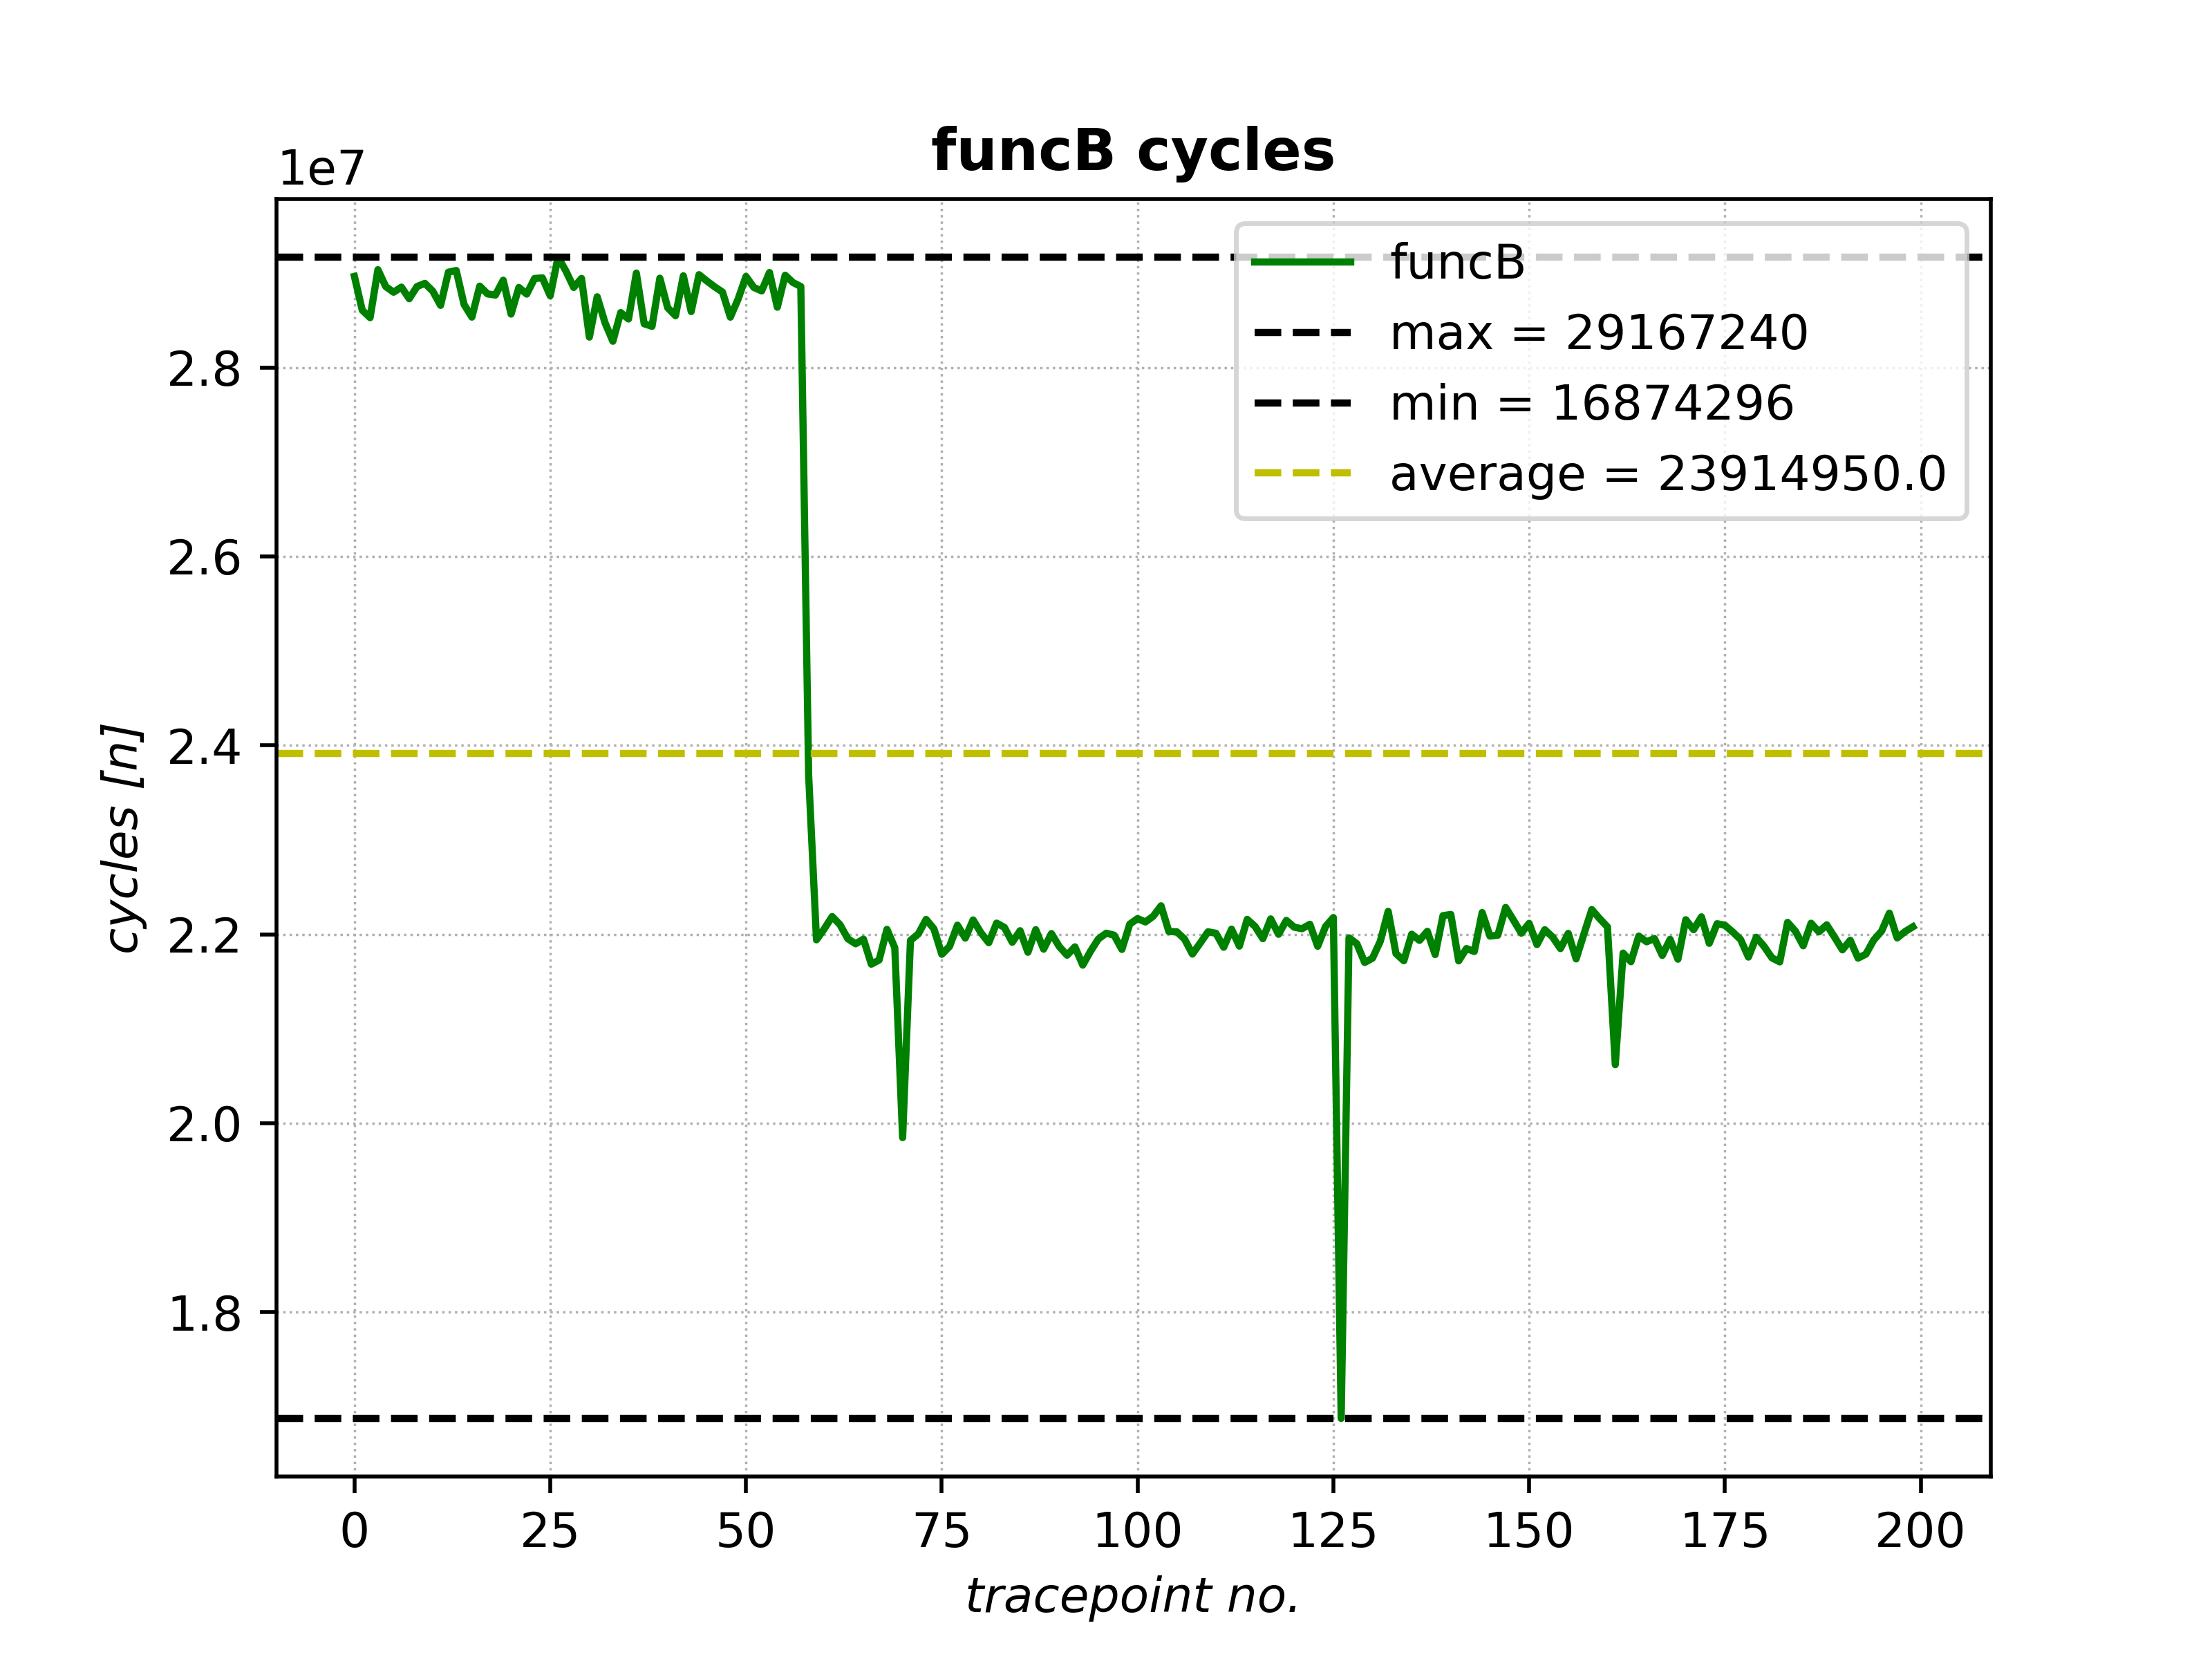 funcB cycles
1e7
funcB
max = 29167240
min = 16874296
average = 23914950.0
2.8
2.6
2.4
2.2
2.0
1.8
cycles [n]
0 25 50 75 100 125 150 175 200
tracepoint no.